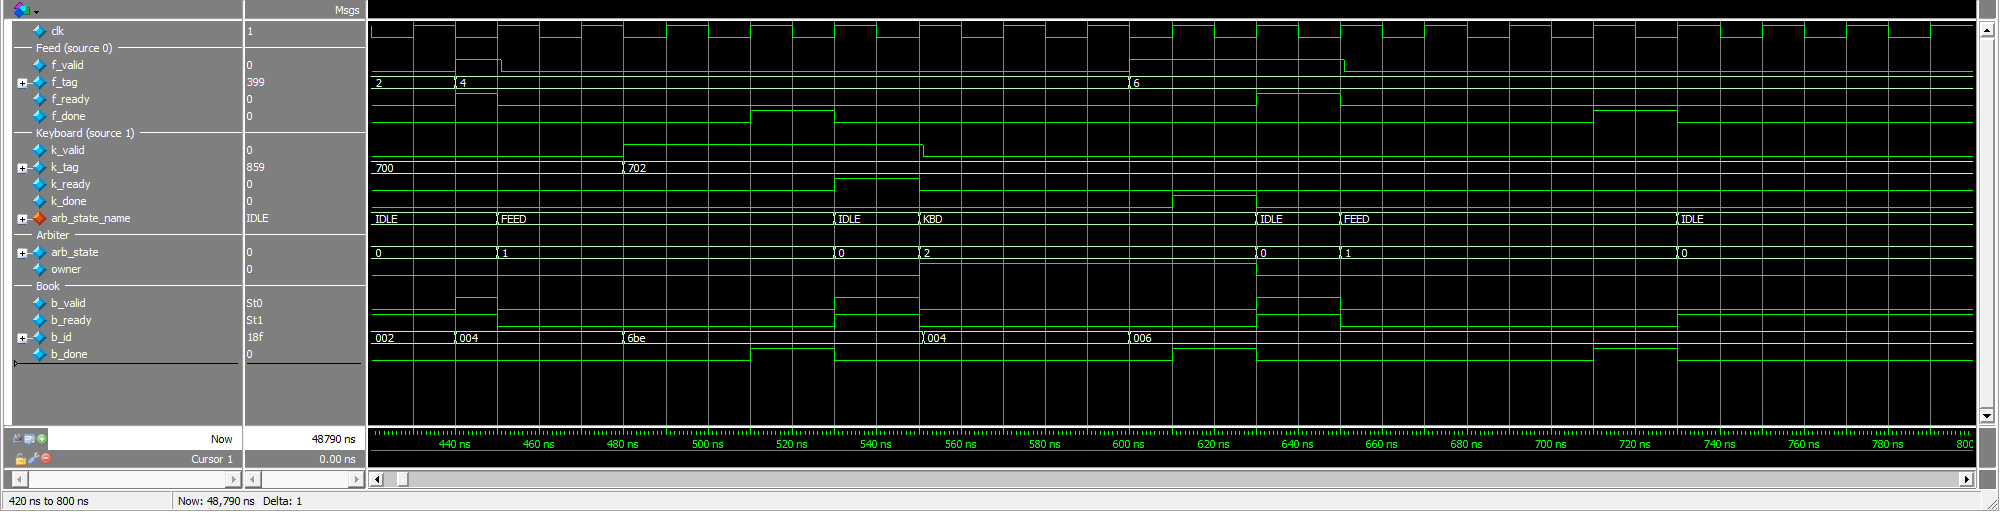 Msgs
clk 1
Feed (source 0)
f_valid 0
f_tag 399 2 4 6
f_ready 0
f_done 0
Keyboard (source 1)
k_valid 0
k_tag 859 700 702
k_ready 0
k_done 0
arb_state_name IDLE IDLE FEED IDLE KBD IDLE FEED IDLE
Arbiter
arb_state 0 0 1 0 2 0 1 0
owner 0
Book
b_valid St0
b_ready St1
b_id 18f 002 004 6be 004 006
b_done 0
Now 48790 ns 440 ns 460 ns 480 ns 500 ns 520 ns 540 ns 560 ns 580 ns 600 ns 620 ns 640 ns 660 ns 680 ns 700 ns 720 ns 740 ns 760 ns 780 ns 800
Cursor 1 0.00 ns
420 ns to 800 ns Now: 48,790 ns Delta: 1